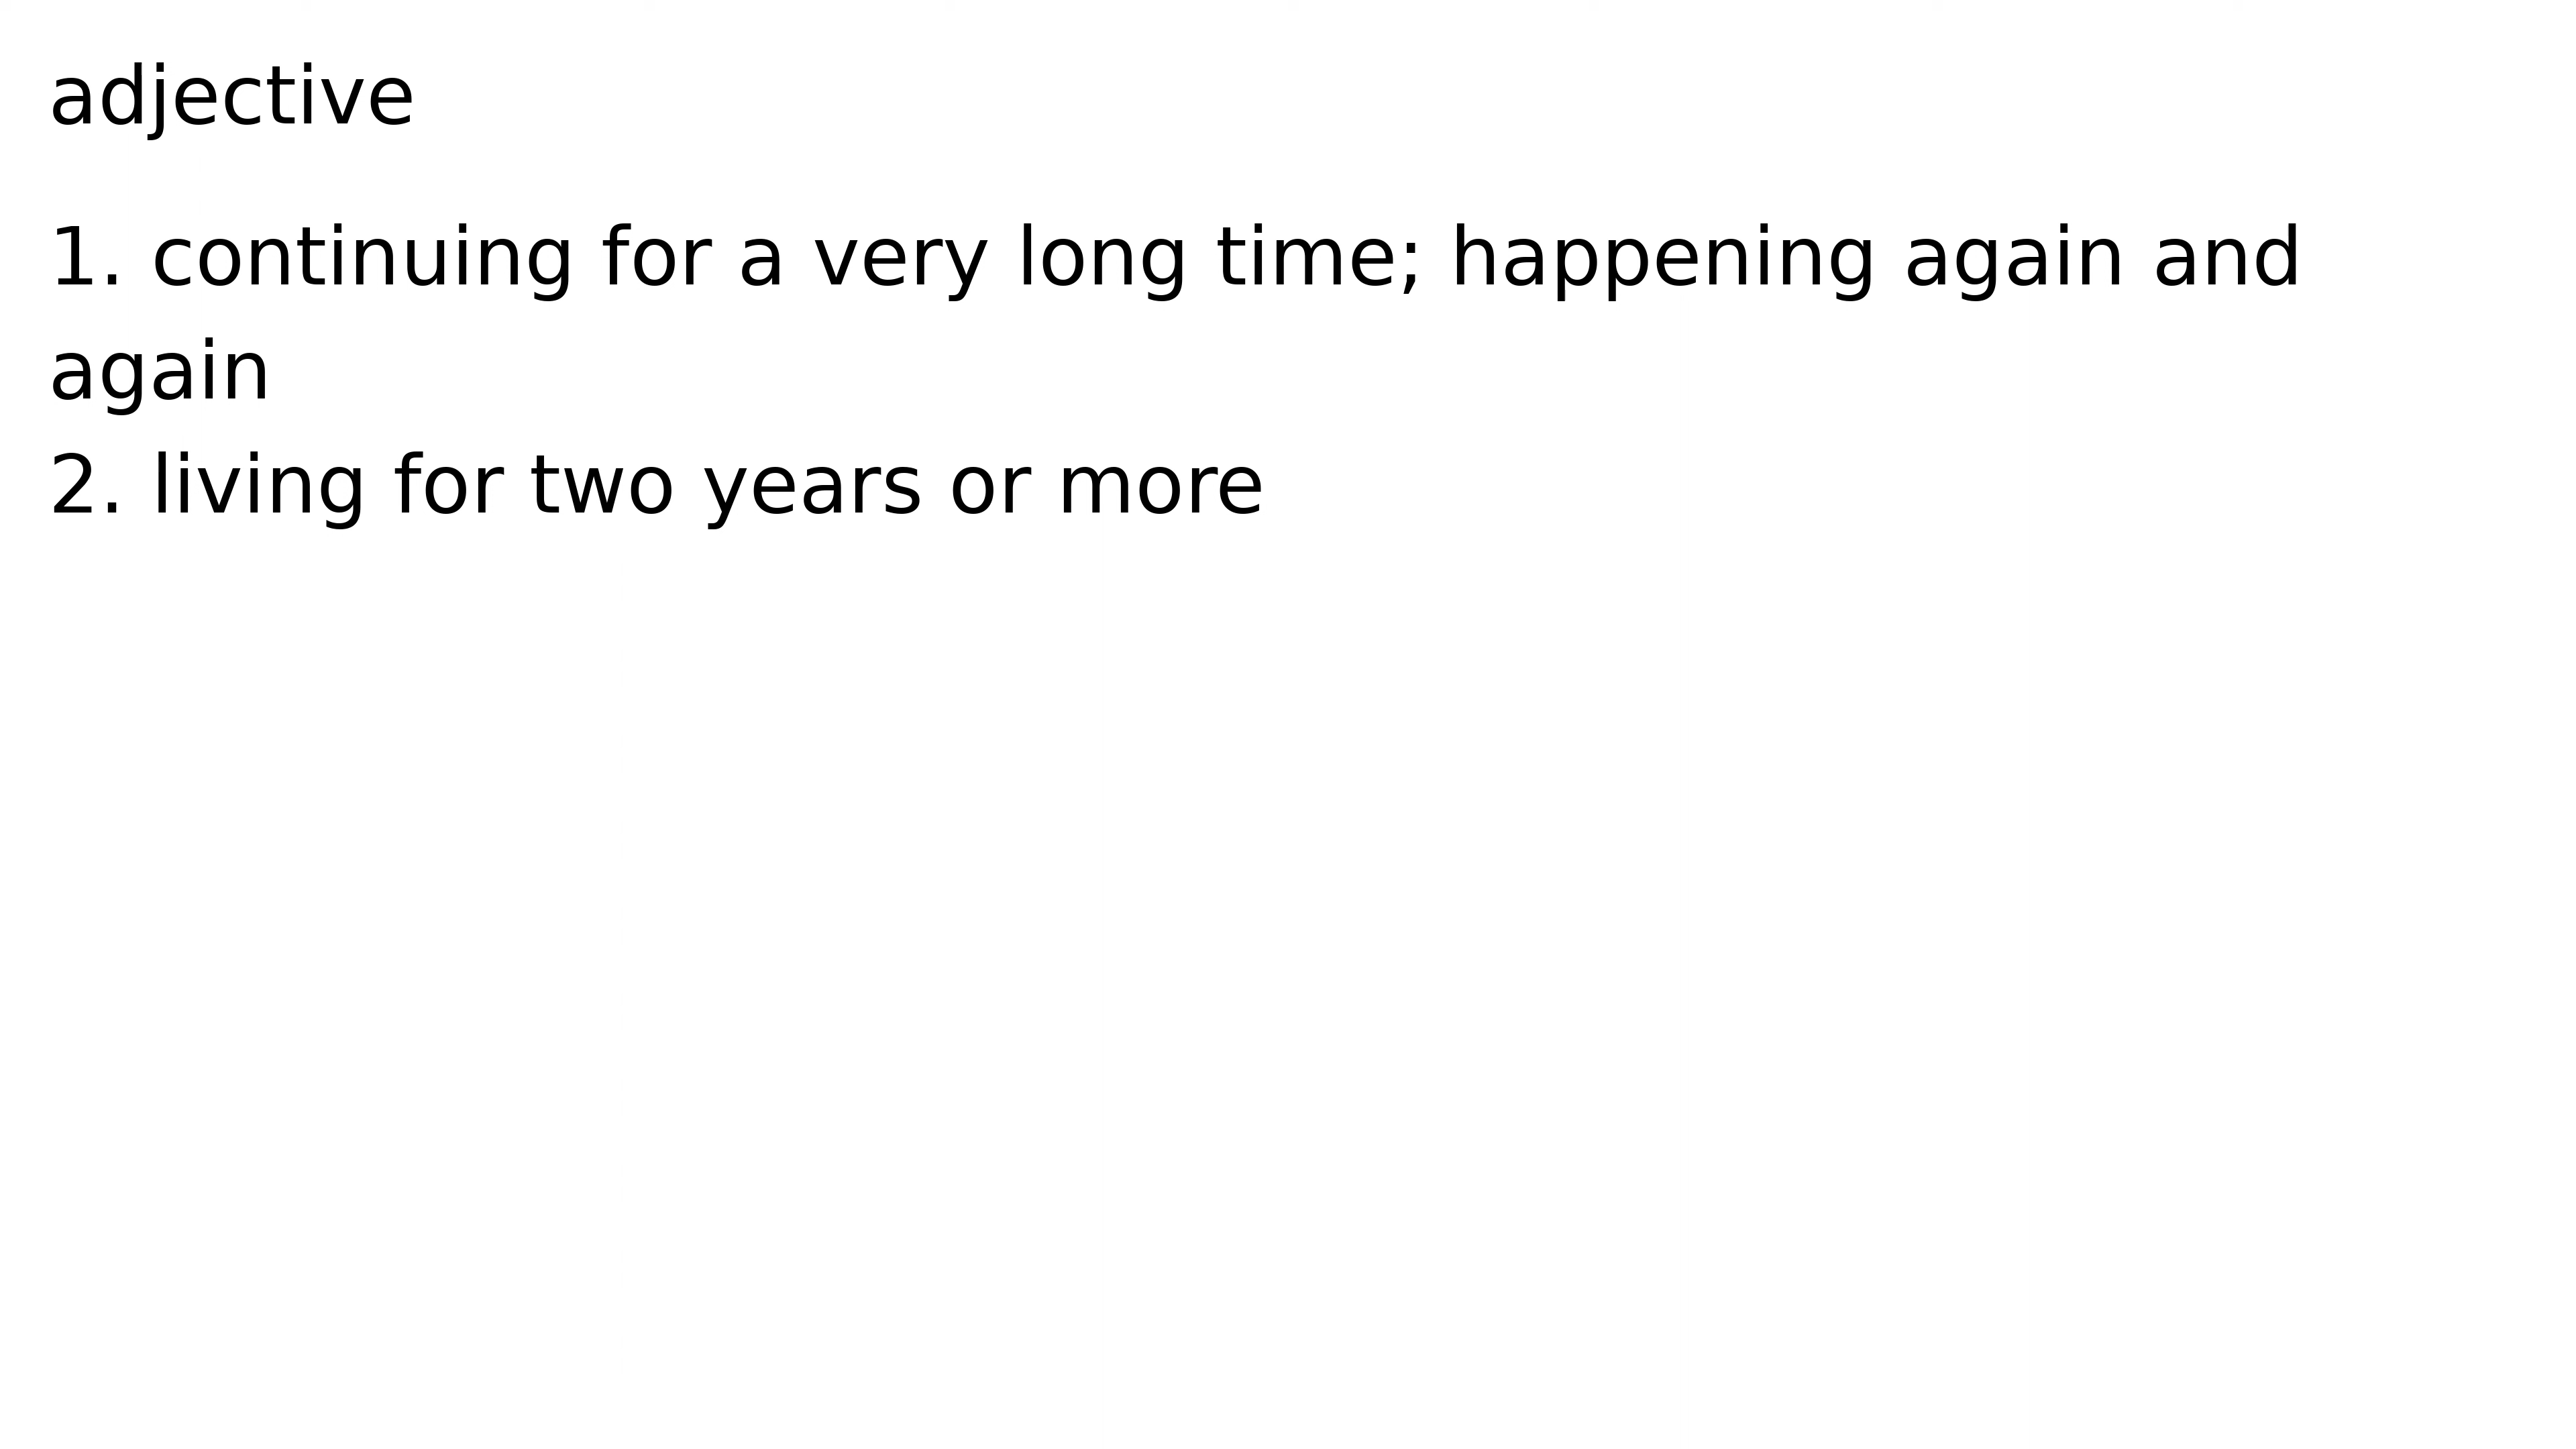 adjective
1. continuing for a very long time; happening again and
again
2. living for two years or more